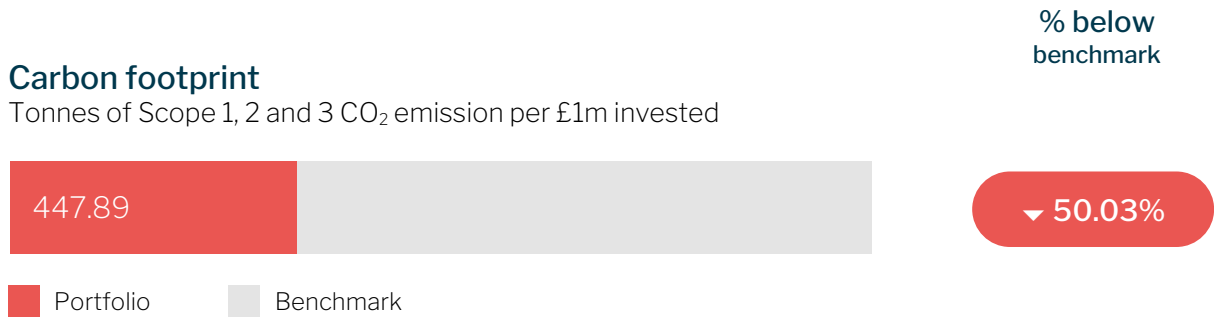 % below
benchmark
Carbon footprint
Tonnes of Scope 1, 2 and 3 CO₂ emission per £1m invested
447.89
50.03%
Portfolio
Benchmark